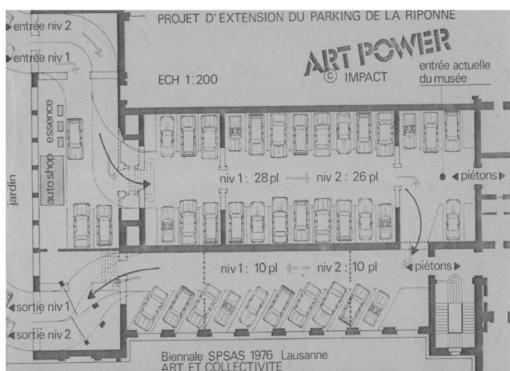 PROJET D'EXTENSION DU PARKING DE LA RIPONNE
ART POWER
© IMPACT
ECH 1:200
entrée actuelle
du musée
entrée niv 2
entrée niv 1
essence
auto shop
jardin
niv 1 : 28 pl
niv 2 : 26 pl
piétons
niv 1 : 10 pl
niv 2 : 10 pl
piétons
sortie niv 1
sortie niv 2
Biennale SPSAS 1976 Lausanne
ART ET COLLECTIVITE